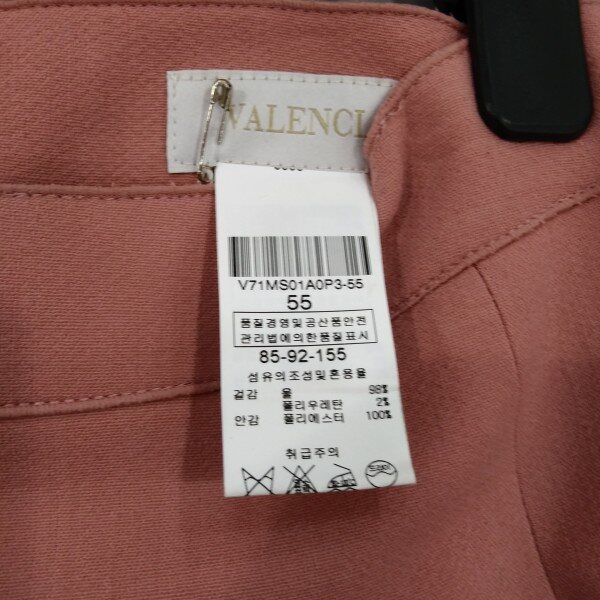 VALENCI
V71MS01A0P3-55
55
품질경영및공산품안전
관리법에의한품질표시
85-92-155
섬유의조성및혼용율
겉감 울 98%
폴리우레탄 2%
안감 폴리에스터 100%
취급주의
드라이